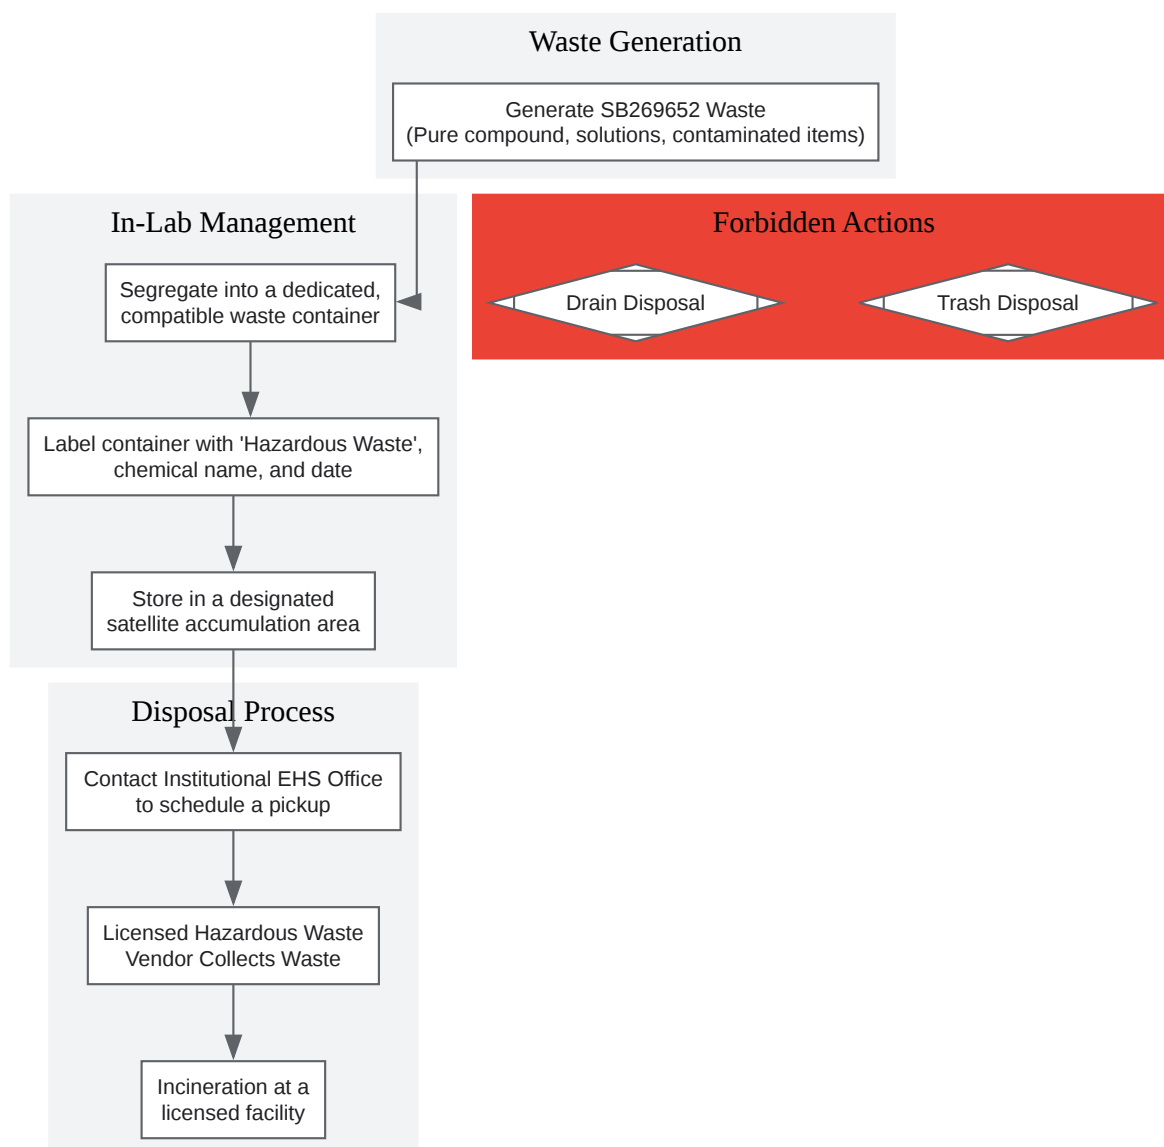 Waste Generation
Generate SB269652 Waste
(Pure compound, solutions, contaminated items)
In-Lab Management
Segregate into a dedicated,
compatible waste container
Label container with 'Hazardous Waste',
chemical name, and date
Store in a designated
satellite accumulation area
Forbidden Actions
Drain Disposal
Trash Disposal
Disposal Process
Contact Institutional EHS Office
to schedule a pickup
Licensed Hazardous Waste
Vendor Collects Waste
Incineration at a
licensed facility